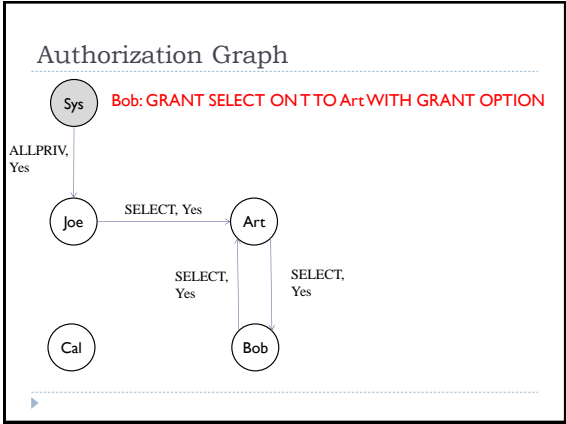 Authorization Graph
Sys
Bob: GRANT SELECT ON T TO Art WITH GRANT OPTION
ALLPRIV,
Yes
Joe
SELECT, Yes
Art
SELECT,
Yes
SELECT,
Yes
Cal
Bob